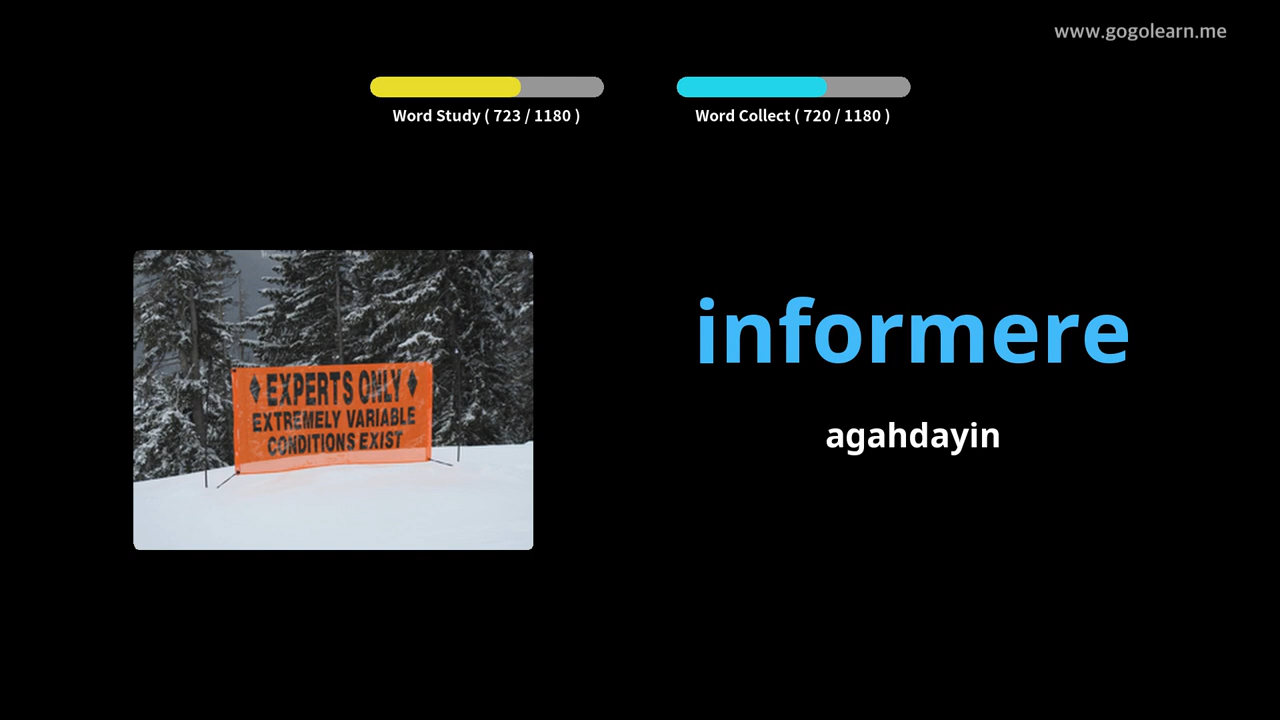 www.gogolearn.me
Word Study ( 723 / 1180 )
Word Collect ( 720 / 1180 )
EXPERTS ONLY
EXTREMELY VARIABLE
CONDITIONS EXIST
informere
agahdayin